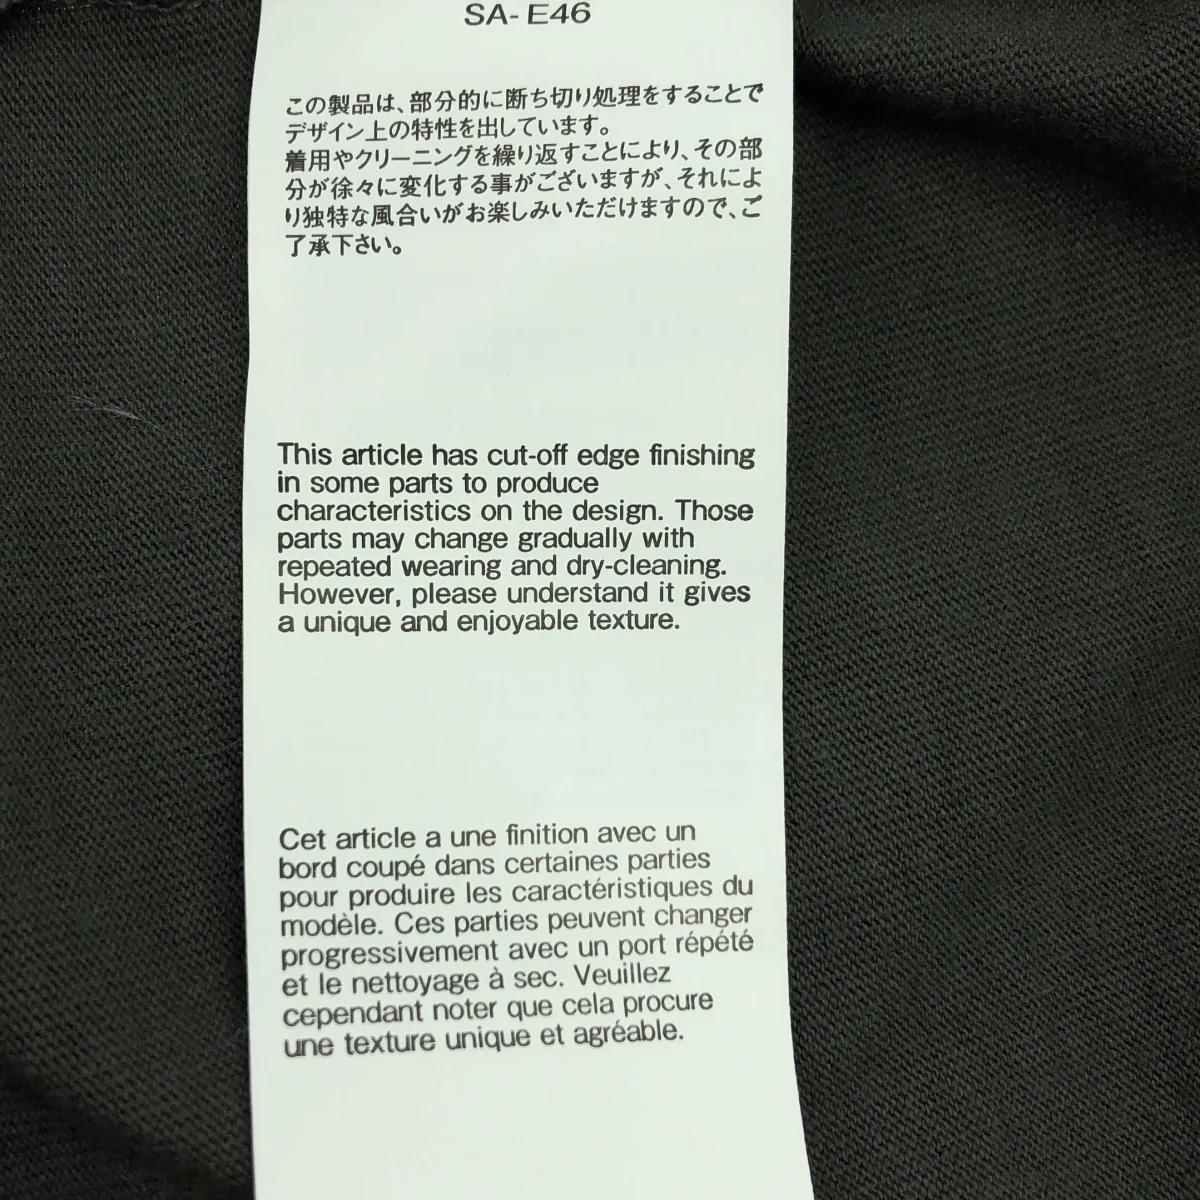 SA- E46
この製品は、部分的に断ち切り処理をすることで
デザイン上の特性を出しています。
着用やクリーニングを繰り返すことにより、その部
分が徐々に変化する事がございますが、それによ
り独特な風合いがお楽しみいただけますので、ご
了承下さい。
This article has cut-off edge finishing
in some parts to produce
characteristics on the design. Those
parts may change gradually with
repeated wearing and dry-cleaning.
However, please understand it gives
a unique and enjoyable texture.
Cet article a une finition avec un
bord coupé dans certaines parties
pour produire les caractéristiques du
modèle. Ces parties peuvent changer
progressivement avec un port répété
et le nettoyage à sec. Veuillez
cependant noter que cela procure
une texture unique et agréable.